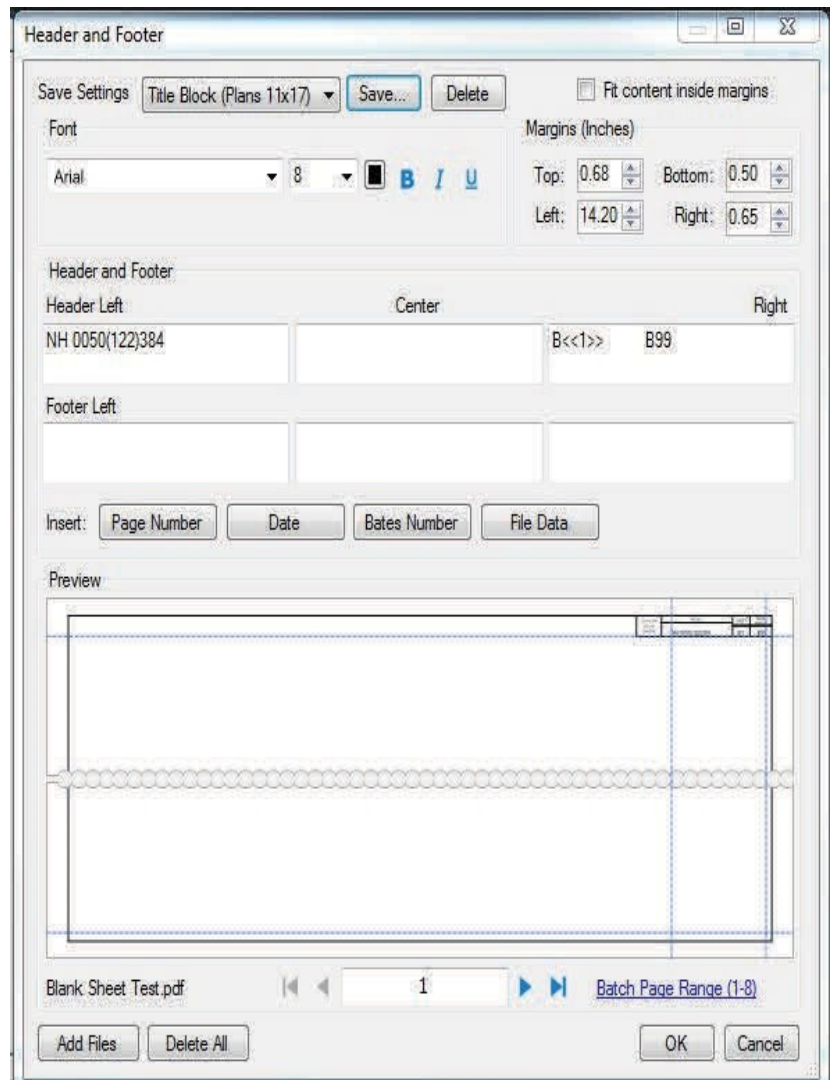 Header and Footer
Save Settings Title Block (Plans 11x17) Save... Delete Fit content inside margins
Font Margins (Inches)
Arial 8 B I U Top: 0.68 Bottom: 0.50
Left: 14.20 Right: 0.65
Header and Footer
Header Left Center Right
NH 0050(122)384 B<<1>> B99
Footer Left
Insert: Page Number Date Bates Number File Data
Preview
Blank Sheet Test.pdf 1 Batch Page Range (1-8)
Add Files Delete All OK Cancel